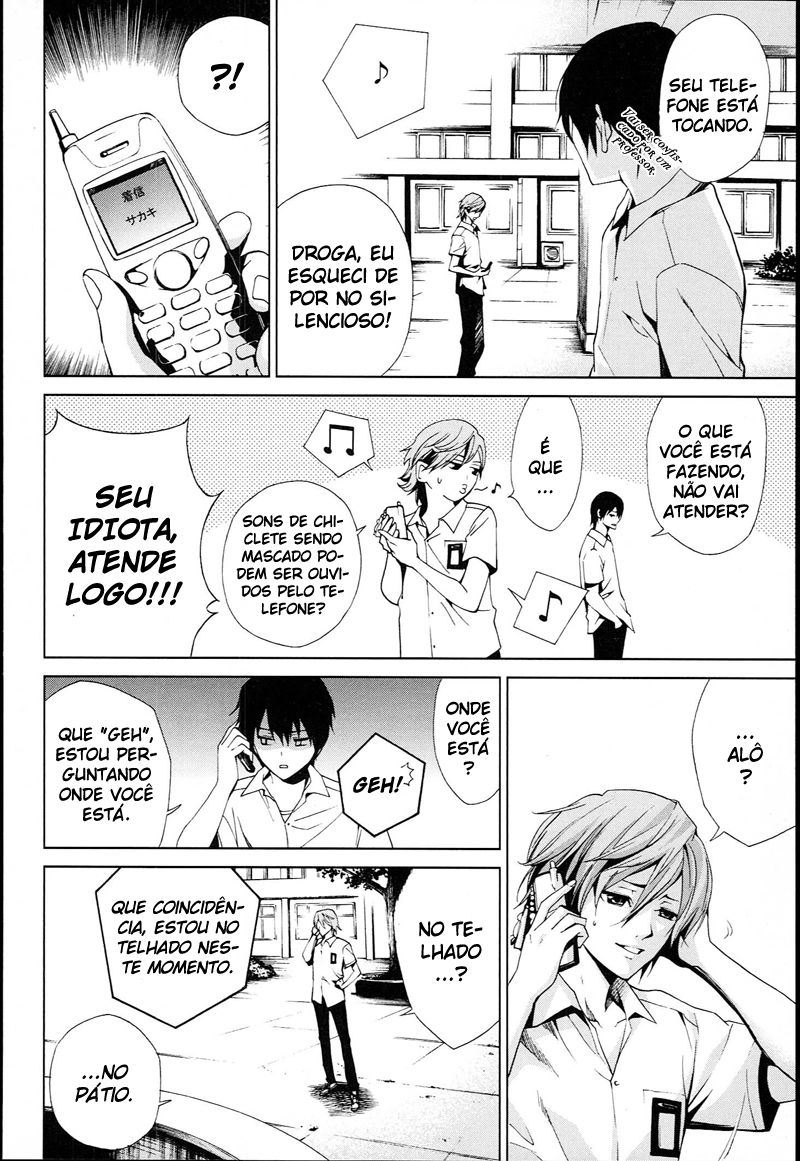 SEU TELE-
FONE ESTÁ
TOCANDO.
Vai ser confis-
cado por um
professor.
♪
DROGA, EU
ESQUECI DE
POR NO SI-
LENCIOSO!
?!
着信
サカキ
O QUE
VOCÊ ESTÁ
FAZENDO,
NÃO VAI
ATENDER?
É
QUE
...
♪
♫
SONS DE CHI-
CLETE SENDO
MASCADO PO-
DEM SER OUVI-
DOS PELO TE-
LEFONE?
SEU
IDIOTA,
ATENDE
LOGO!!!
...
ALÔ
?
ONDE
VOCÊ
ESTÁ
?
GEH!
QUE "GEH",
ESTOU PER-
GUNTANDO
ONDE VOCÊ
ESTÁ.
NO TE-
LHADO
...?
QUE COINCIDÊN-
CIA, ESTOU NO
TELHADO NES-
TE MOMENTO.
...NO
PÁTIO.